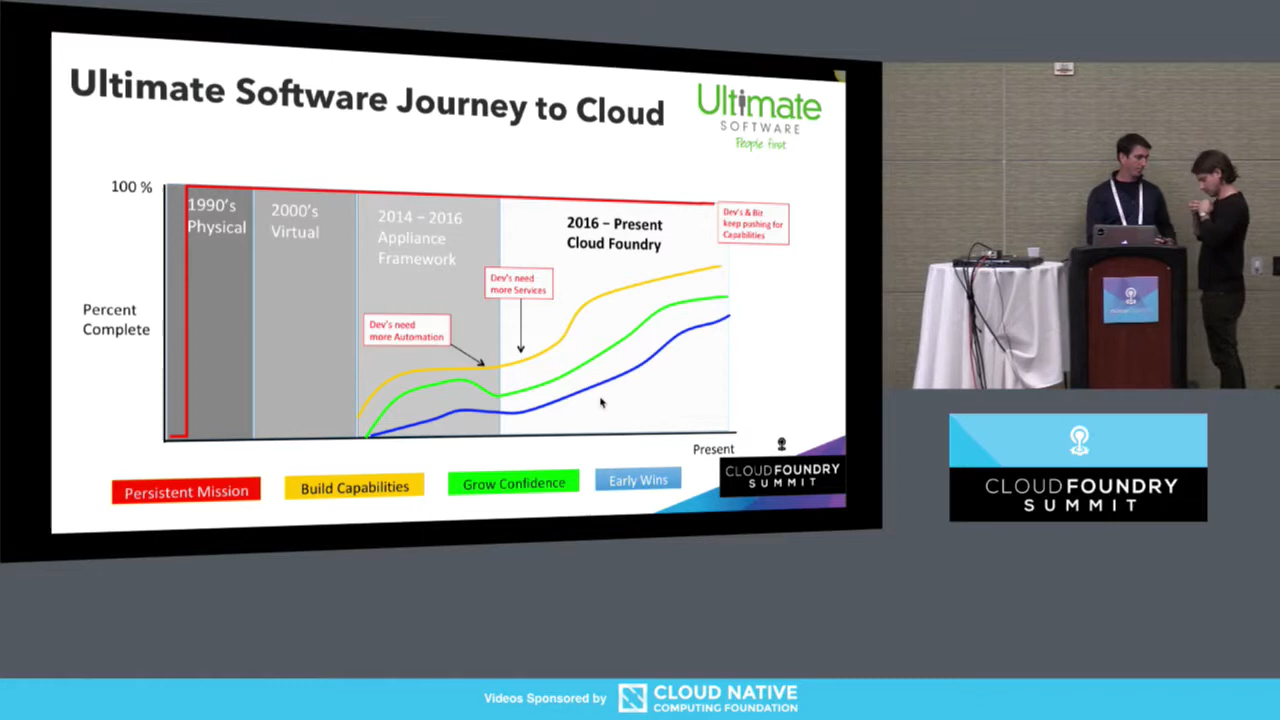 Ultimate Software Journey to Cloud
Ultimate
SOFTWARE
People first
100 %
1990's
Physical
2000's
Virtual
2014 – 2016
Appliance
Framework
2016 – Present
Cloud Foundry
Dev's & Bit
keep pushing for
Capabilities
Dev's need
more Services
Dev's need
more Automation
Percent
Complete
Present
Persistent Mission
Build Capabilities
Grow Confidence
Early Wins
CLOUD FOUNDRY
SUMMIT
CLOUD FOUNDRY
SUMMIT
Videos Sponsored by
CLOUD NATIVE
COMPUTING FOUNDATION